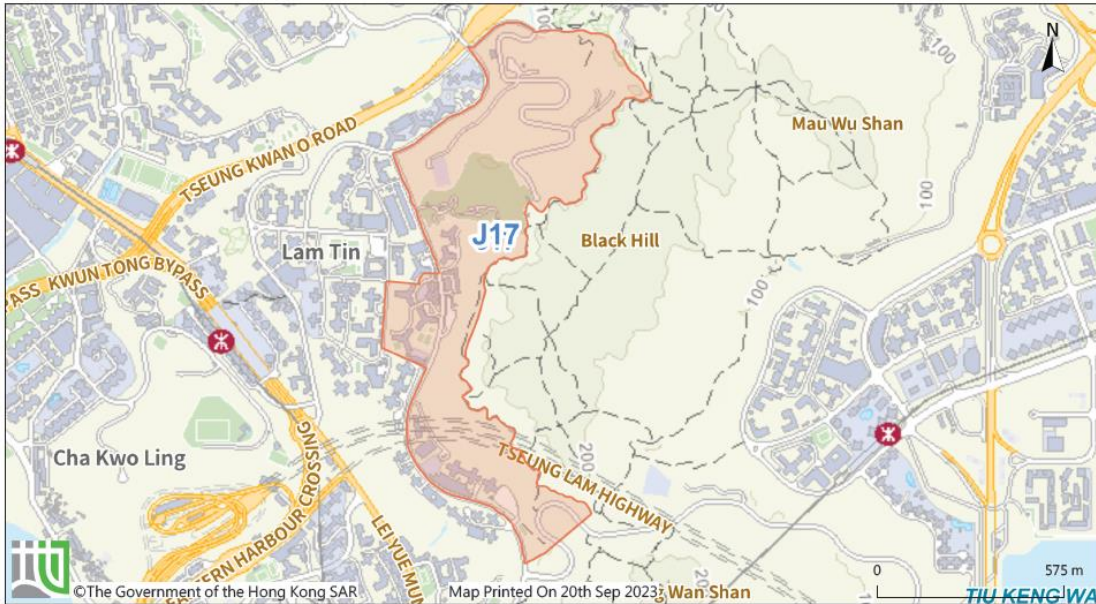 N
100
100
Mau Wu Shan
TSEUNG KWAN O ROAD
J17
Black Hill
Lam Tin
100
100
PASS KWUN TONG BYPASS
Cha Kwo Ling
200
TSEUNG LAM HIGHWAY
EASTERN HARBOUR CROSSING
LEI YUE MUN
©The Government of the Hong Kong SAR
Map Printed On 20th Sep 2023
Wan Shan
0 575 m
TIU KENG WA